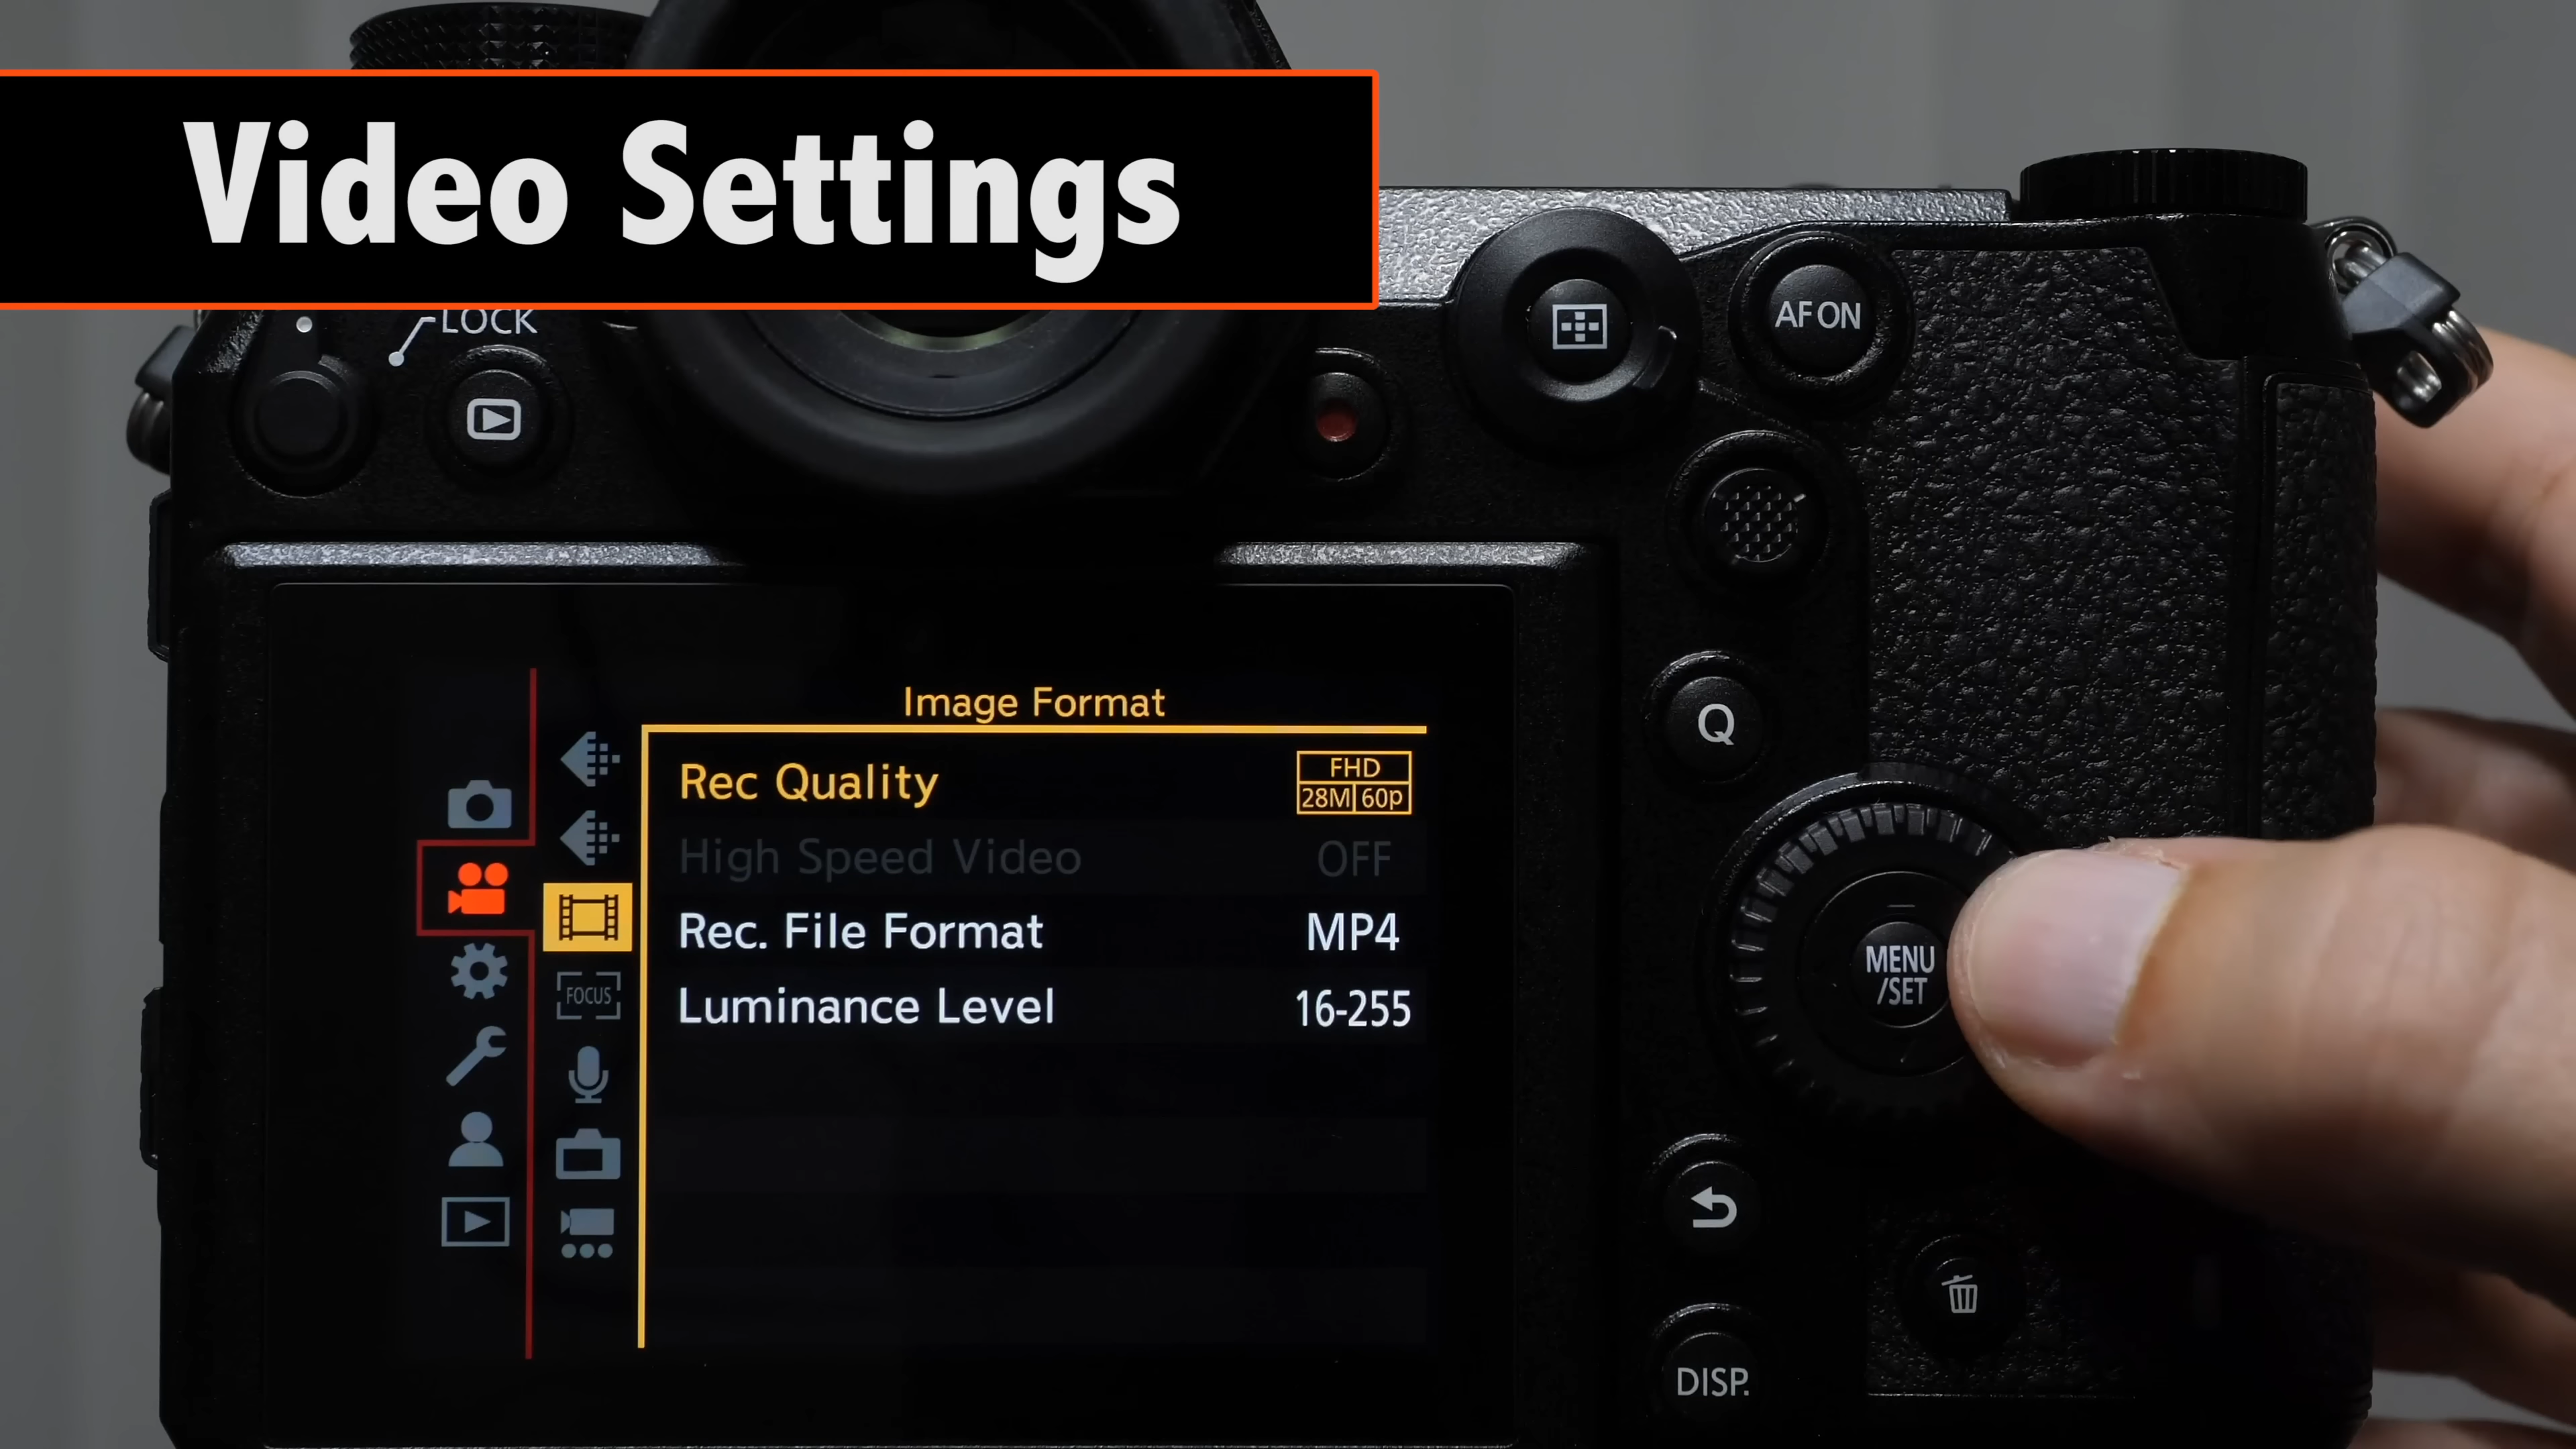 Video Settings
LOCK
AF ON
Q
Image Format
Rec Quality FHD 28M 60p
High Speed Video OFF
Rec. File Format MP4
FOCUS
Luminance Level 16-255
MENU
/SET
DISP.